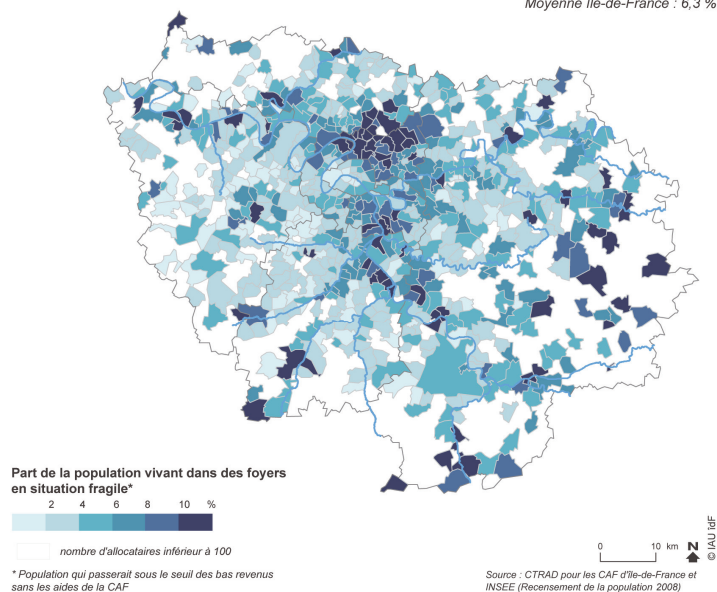 Moyenne Île-de-France : 6,3 %
Part de la population vivant dans des foyers
en situation fragile*
2 4 6 8 10 %
nombre d'allocataires inférieur à 100
* Population qui passerait sous le seuil des bas revenus
sans les aides de la CAF
0 10 km N
© IAU îdF
Source : CTRAD pour les CAF d'Ile-de-France et
INSEE (Recensement de la population 2008)